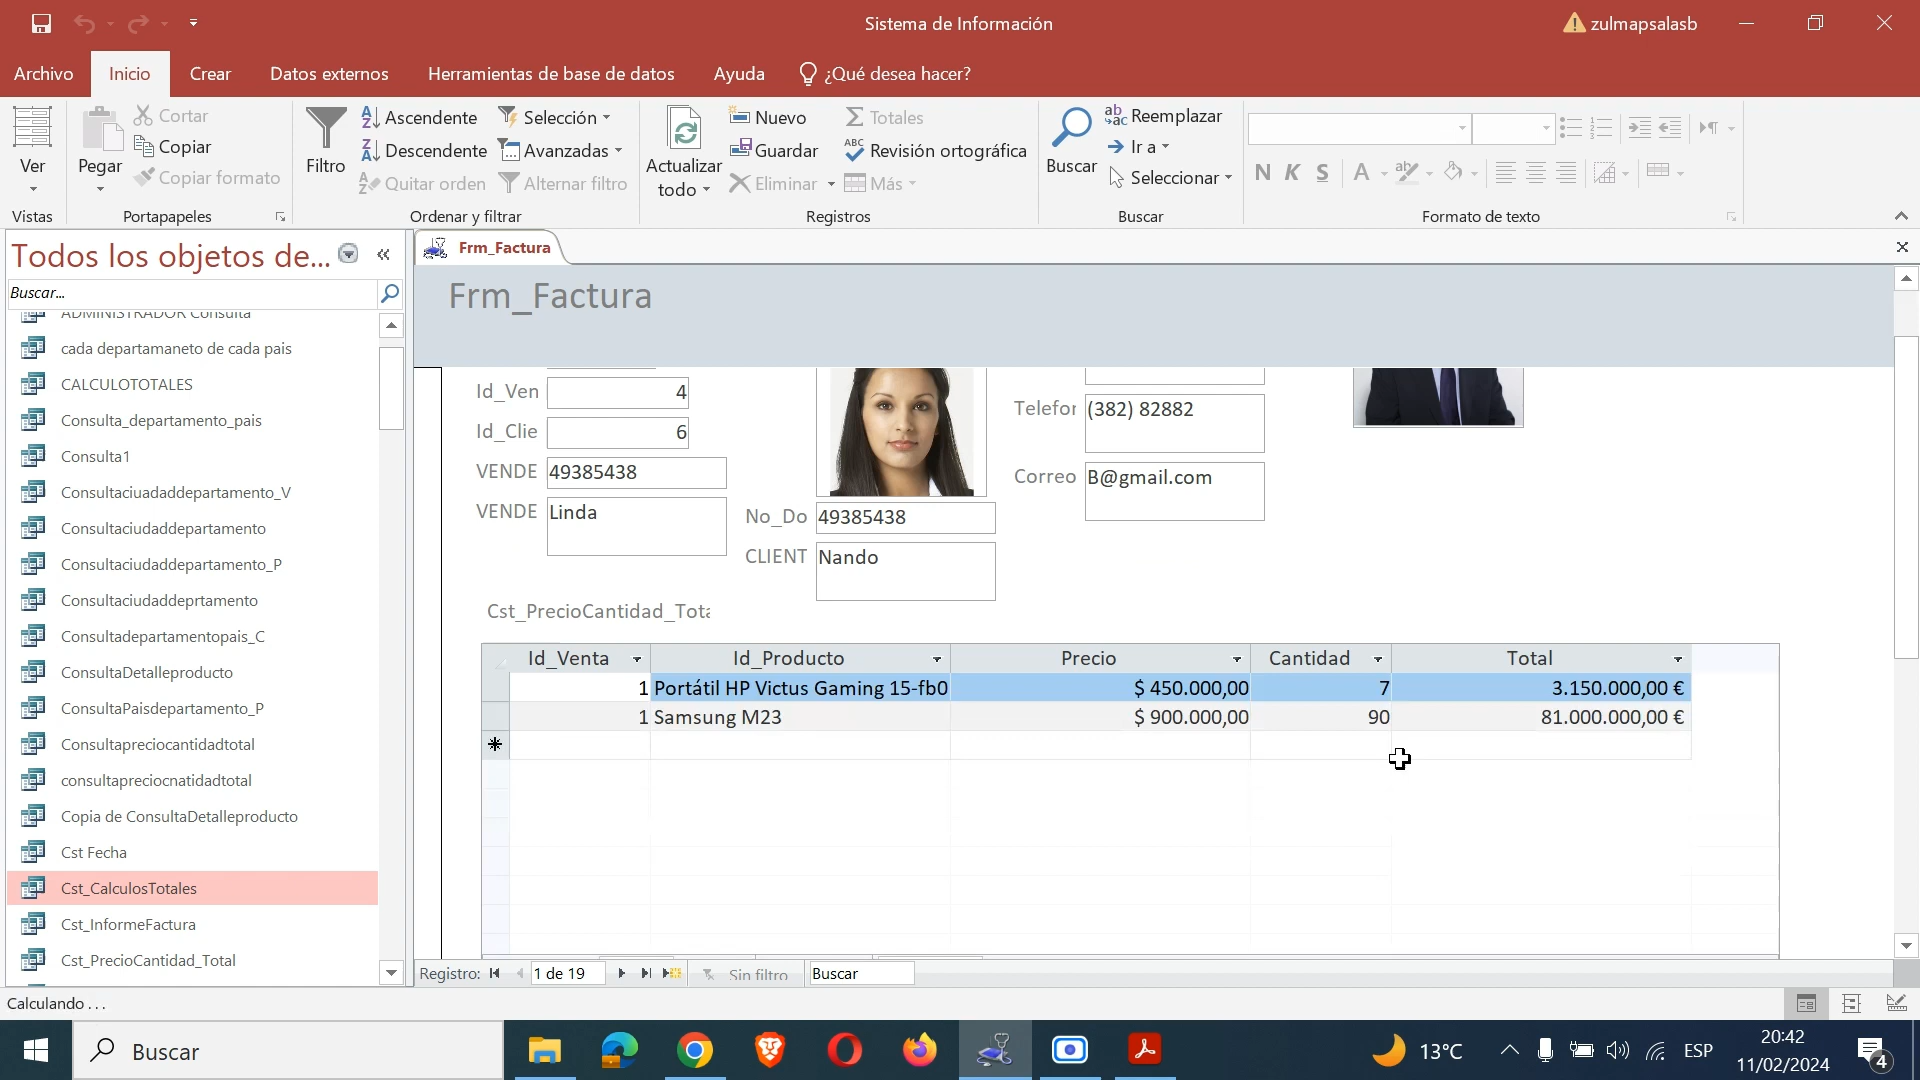 Sistema de Información
zulmapsalasb
Archivo Inicio Crear Datos externos Herramientas de base de datos Ayuda ¿Qué desea hacer?
Ver
Vistas
Pegar
Cortar
Copiar
Copiar formato
Portapapeles
Filtro
Ascendente
Descendente
Quitar orden
Selección
Avanzadas
Alternar filtro
Ordenar y filtrar
Actualizar
todo
Nuevo
Guardar
Eliminar
Totales
Revisión ortográfica
Más
Registros
Buscar
Reemplazar
Ir a
Seleccionar
Buscar
N K S A
Formato de texto
Todos los objetos de...
Buscar...
ADMINISTRADOR Consulta
cada departamaneto de cada pais
CALCULOTOTALES
Consulta_departamento_pais
Consulta1
Consultaciuadaddepartamento_V
Consultaciudaddepartamento
Consultaciudaddepartamento_P
Consultaciudaddeprtamento
Consultadepartamentopais_C
ConsultaDetalleproducto
ConsultaPaisdepartamento_P
Consultapreciocantidadtotal
consultapreciocnatidadtotal
Copia de ConsultaDetalleproducto
Cst Fecha
Cst_CalculosTotales
Cst_InformeFactura
Cst_PrecioCantidad_Total
Frm_Factura
Frm_Factura
Id_Ven 4
Id_Clie 6
VENDE 49385438
VENDE Linda
No_Do 49385438
CLIENT Nando
Telefor (382) 82882
Correo B@gmail.com
Cst_PrecioCantidad_Tota
Id_Venta Id_Producto Precio Cantidad Total
1 Portátil HP Victus Gaming 15-fb0 $ 450.000,00 7 3.150.000,00 €
1 Samsung M23 $ 900.000,00 90 81.000.000,00 €
Registro: 1 de 19 Sin filtro Buscar
Calculando . . .
Buscar
13°C
ESP
20:42
11/02/2024
4